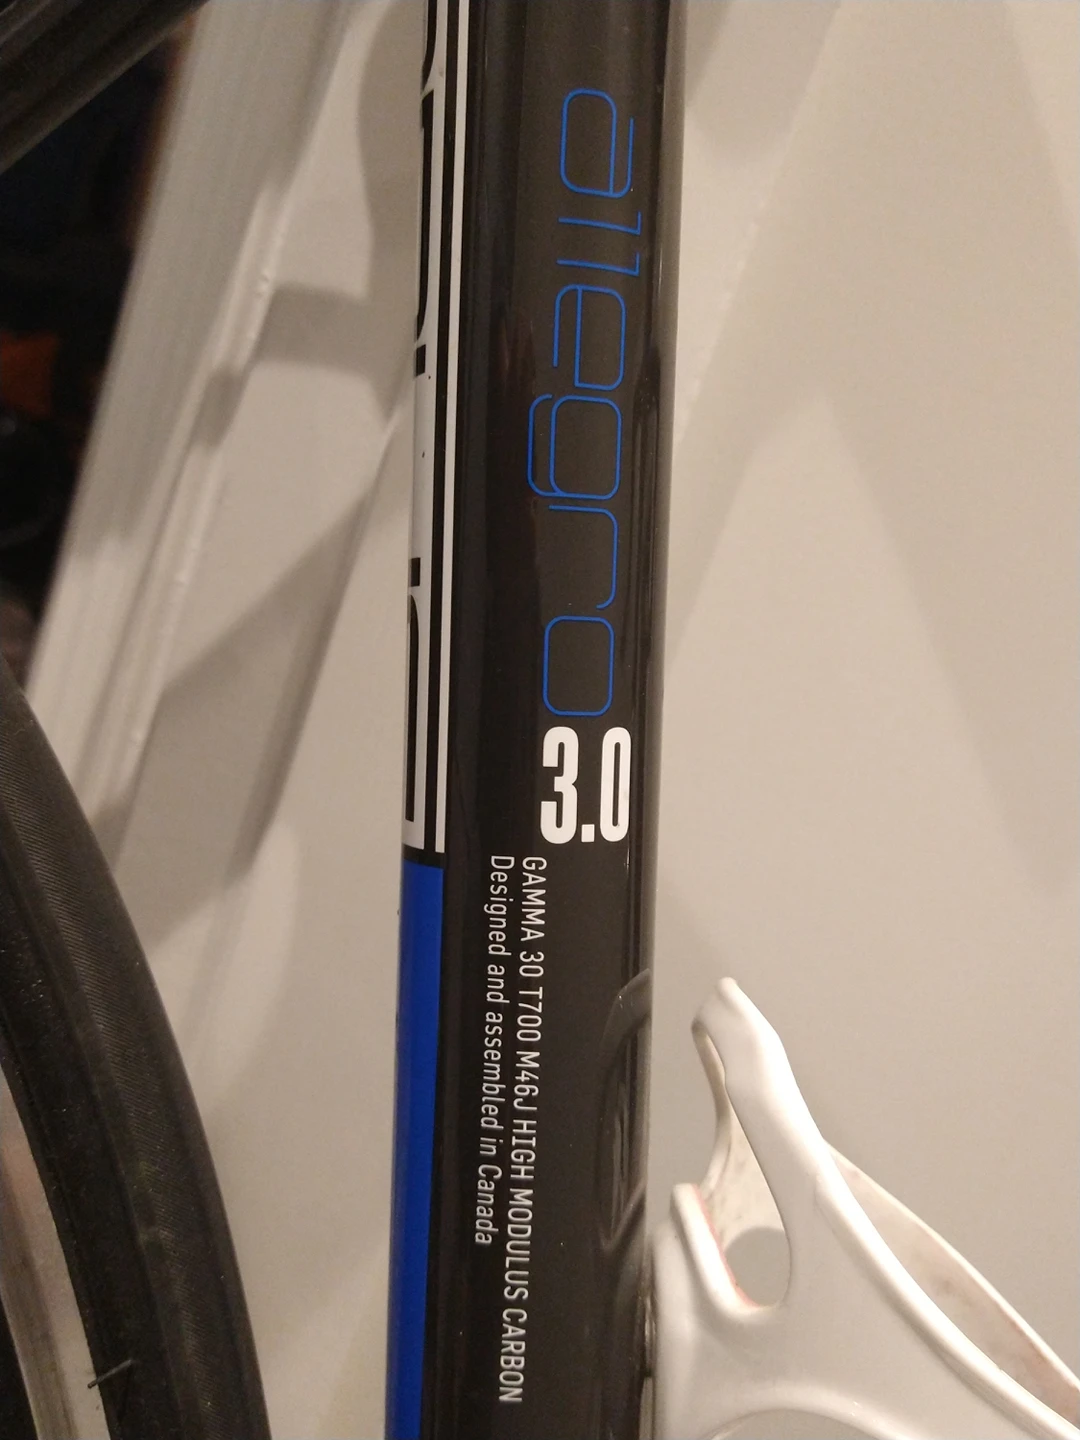 allegro
3.0
GAMMA 30 T700 M46J HIGH MODULUS CARBON
Designed and assembled in Canada